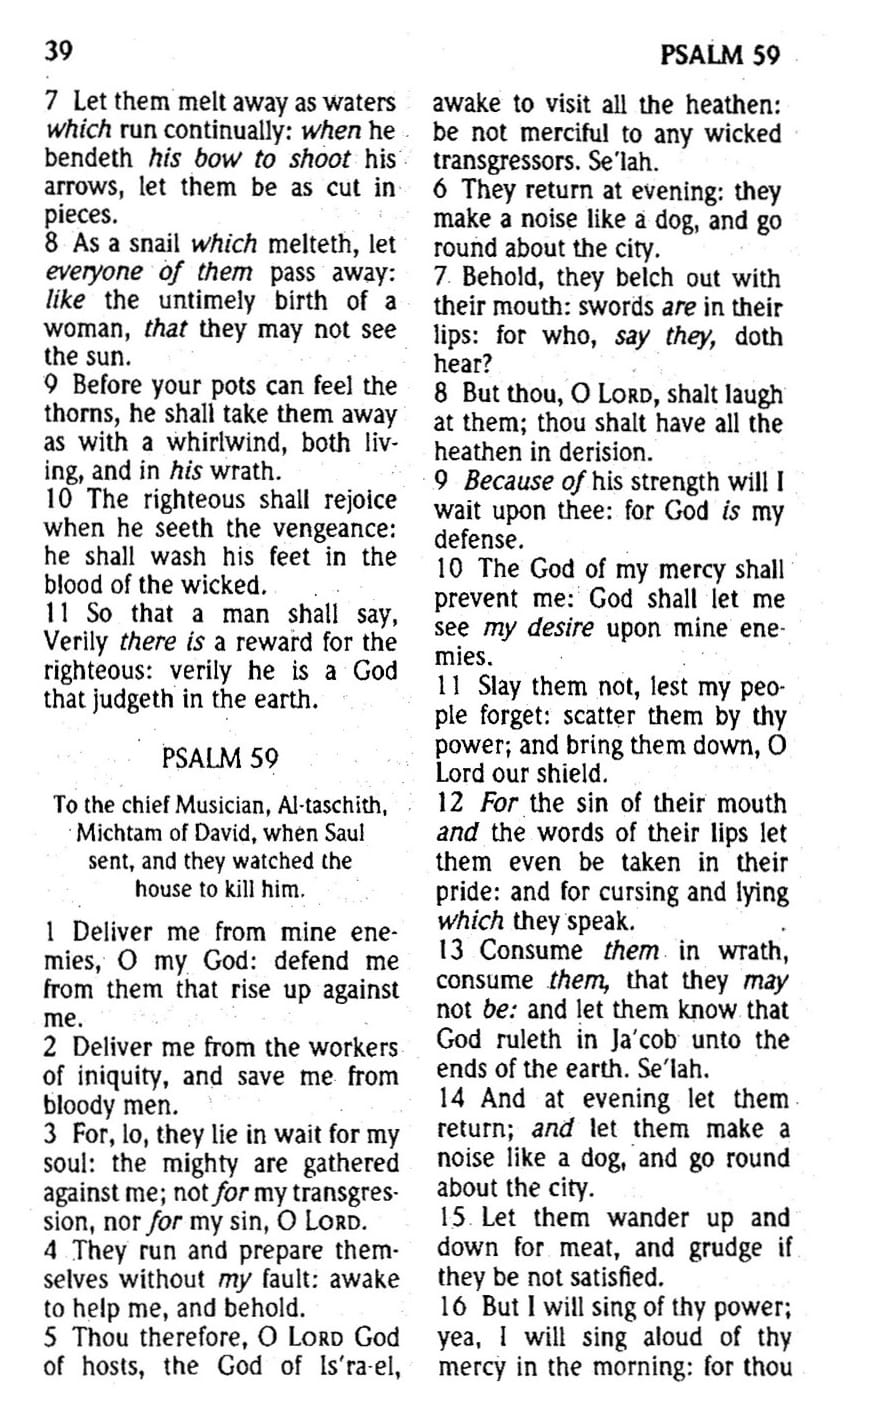 39
PSALM 59
7 Let them melt away as waters
which run continually: when he
bendeth his bow to shoot his
arrows, let them be as cut in
pieces.
8 As a snail which melteth, let
everyone of them pass away:
like the untimely birth of a
woman, that they may not see
the sun.
9 Before your pots can feel the
thorns, he shall take them away
as with a whirlwind, both liv-
ing, and in his wrath.
10 The righteous shall rejoice
when he seeth the vengeance:
he shall wash his feet in the
blood of the wicked.
11 So that a man shall say,
Verily there is a reward for the
righteous: verily he is a God
that judgeth in the earth.
PSALM 59
To the chief Musician, Al-taschith,
Michtam of David, when Saul
sent, and they watched the
house to kill him.
1 Deliver me from mine ene-
mies, O my God: defend me
from them that rise up against
me.
2 Deliver me from the workers
of iniquity, and save me from
bloody men.
3 For, lo, they lie in wait for my
soul: the mighty are gathered
against me; not for my transgres-
sion, nor for my sin, O LORD.
4 They run and prepare them-
selves without my fault: awake
to help me, and behold.
5 Thou therefore, O LORD God
of hosts, the God of Is'ra-el,
awake to visit all the heathen:
be not merciful to any wicked
transgressors. Se'lah.
6 They return at evening: they
make a noise like a dog, and go
round about the city.
7 Behold, they belch out with
their mouth: swords are in their
lips: for who, say they, doth
hear?
8 But thou, O LORD, shalt laugh
at them; thou shalt have all the
heathen in derision.
9 Because of his strength will I
wait upon thee: for God is my
defense.
10 The God of my mercy shall
prevent me: God shall let me
see my desire upon mine ene-
mies.
11 Slay them not, lest my peo-
ple forget: scatter them by thy
power; and bring them down, O
Lord our shield.
12 For the sin of their mouth
and the words of their lips let
them even be taken in their
pride: and for cursing and lying
which they speak.
13 Consume them in wrath,
consume them, that they may
not be: and let them know that
God ruleth in Ja'cob unto the
ends of the earth. Se'lah.
14 And at evening let them
return; and let them make a
noise like a dog, and go round
about the city.
15 Let them wander up and
down for meat, and grudge if
they be not satisfied.
16 But I will sing of thy power;
yea, I will sing aloud of thy
mercy in the morning: for thou